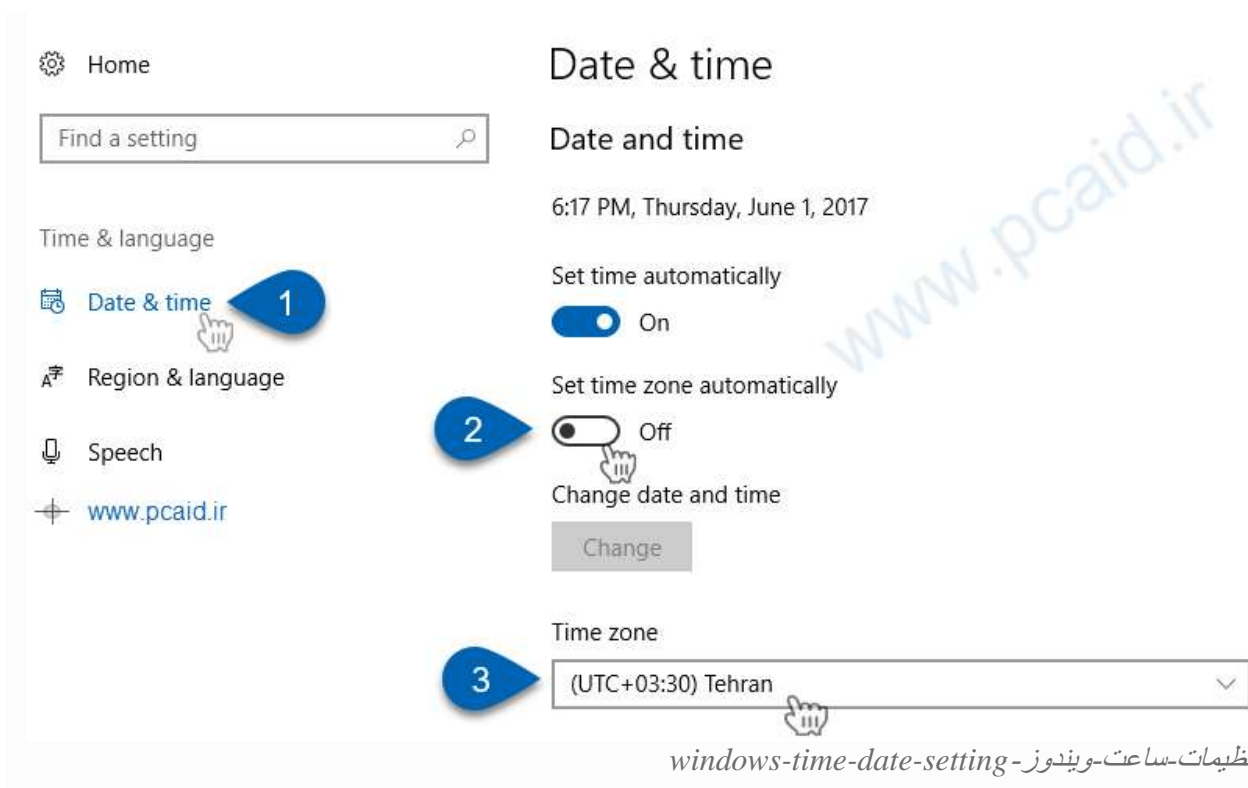 Home
Find a setting
Time & language
Date & time
1
Region & language
Speech
www.pcaid.ir
Date & time
Date and time
6:17 PM, Thursday, June 1, 2017
Set time automatically
On
Set time zone automatically
2
Off
Change date and time
Change
Time zone
3
(UTC+03:30) Tehran
www.pcaid.ir
ظیمات-ساعت-ویندوز-windows-time-date-setting